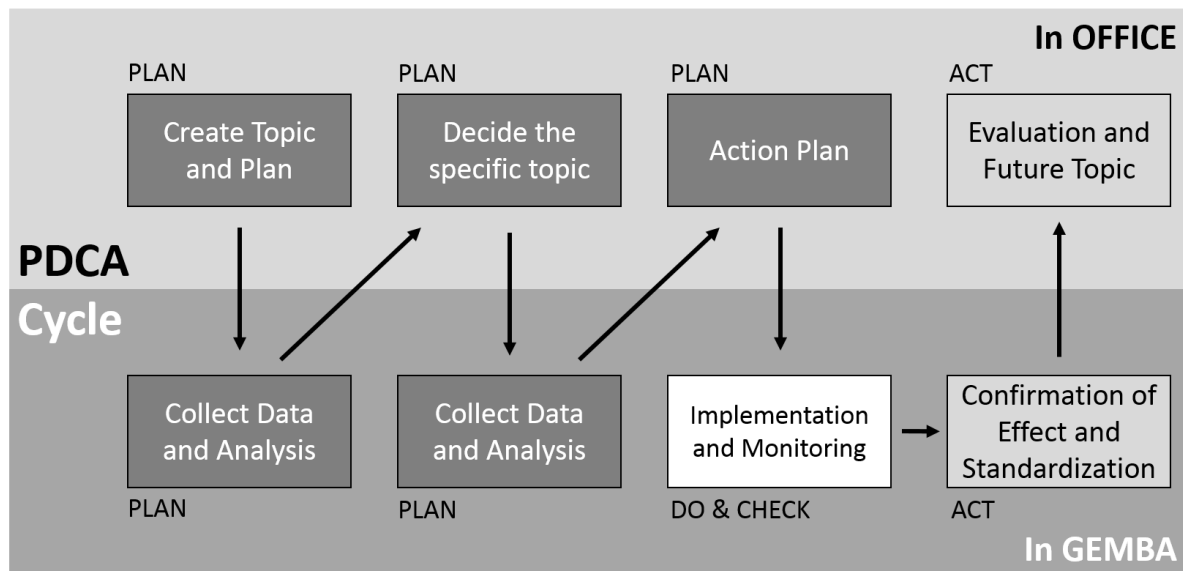 In OFFICE
PLAN
PLAN
PLAN
ACT
Create Topic
and Plan
Decide the
specific topic
Action Plan
Evaluation and
Future Topic
PDCA
Cycle
Collect Data
and Analysis
Collect Data
and Analysis
Implementation
and Monitoring
Confirmation of
Effect and
Standardization
PLAN
PLAN
DO & CHECK
ACT
In GEMBA